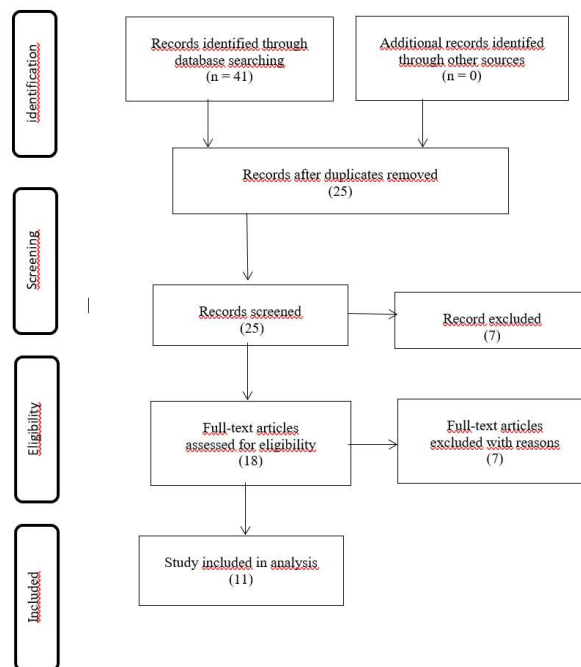 identification
Records identified through
database searching
(n = 41)
Additional records identifed
through other sources
(n = 0)
Records after duplicates removed
(25)
Screening
Records screened
(25)
Record excluded
(7)
Eligibility
Full-text articles
assessed for eligibility
(18)
Full-text articles
excluded with reasons
(7)
Included
Study included in analysis
(11)